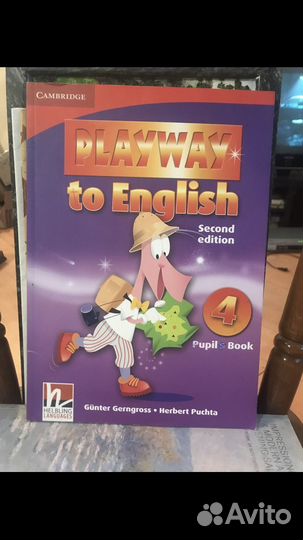 CAMBRIDGE
PLAYWAY
to English
Second
edition
4
Pupil's Book
Günter Gerngross • Herbert Puchta
h
HELBLING
LANGUAGES
Avito